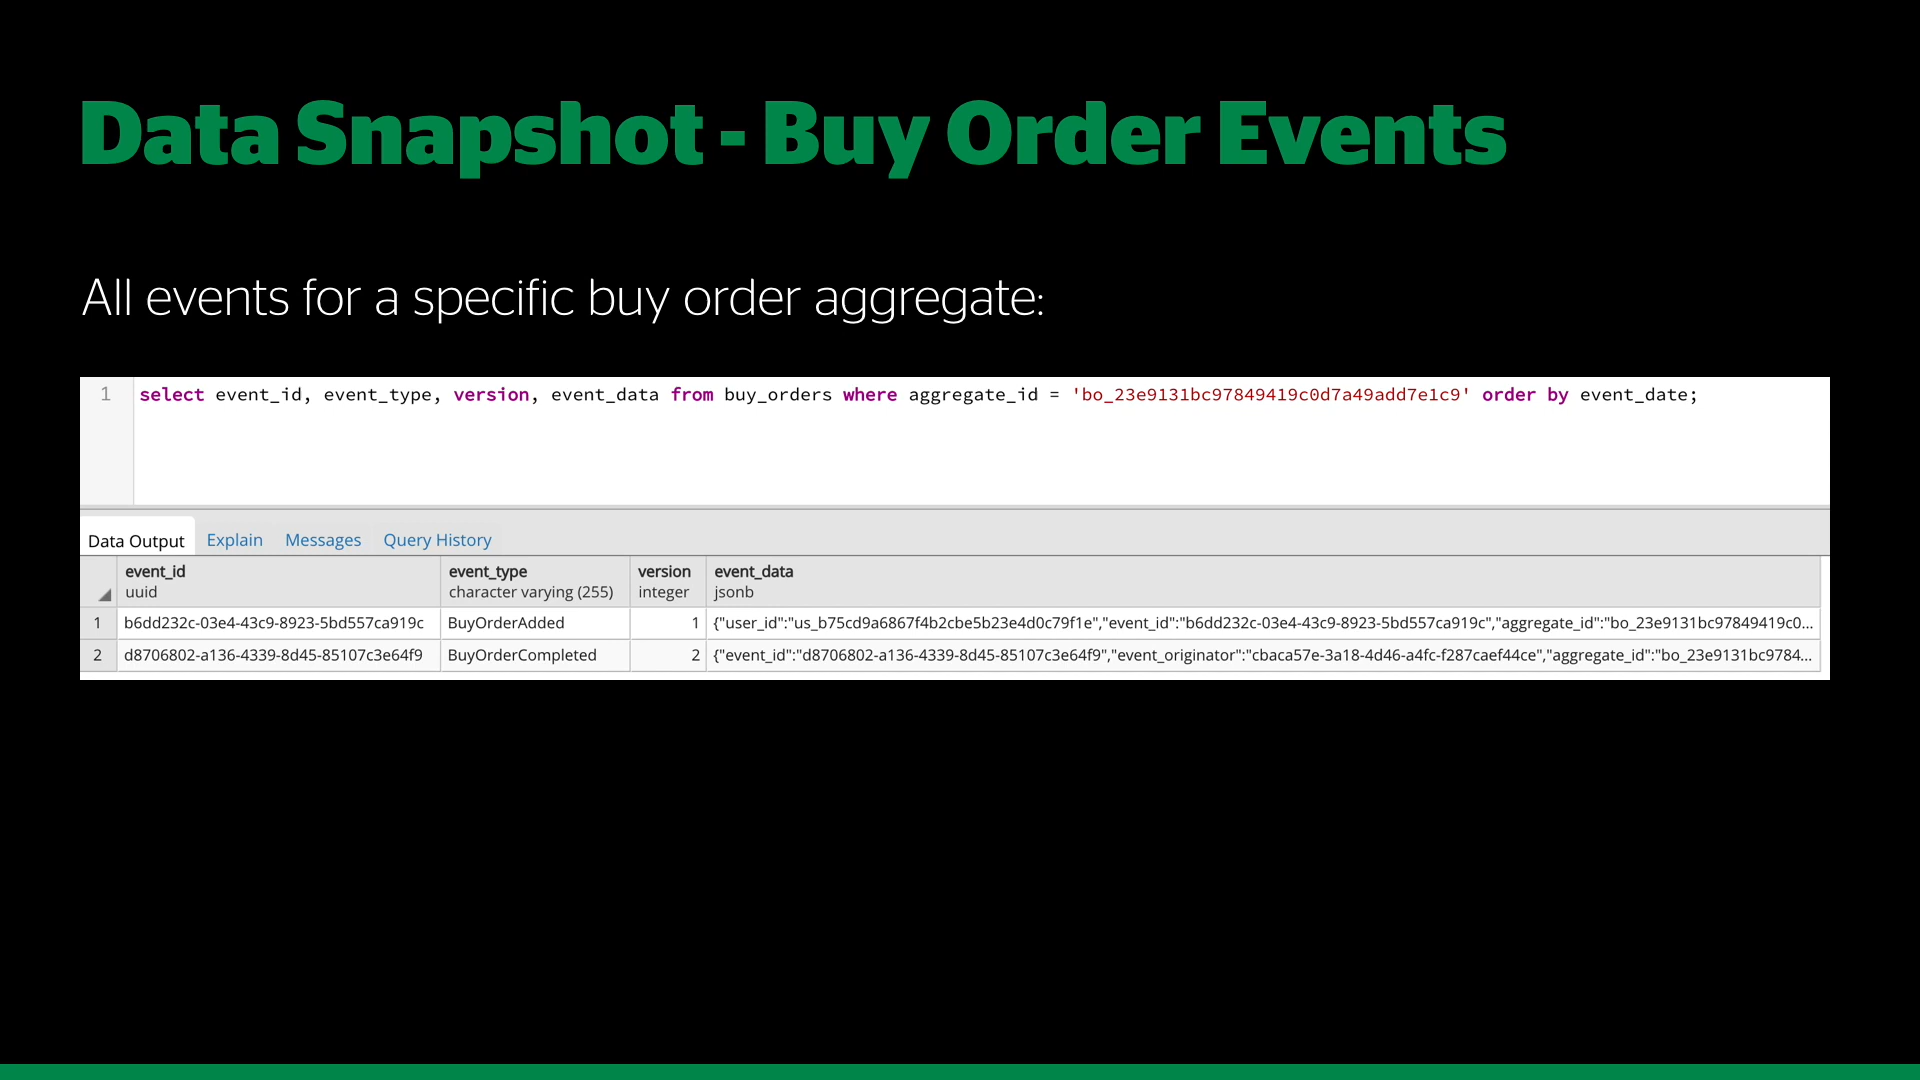 Data Snapshot - Buy Order Events
All events for a specific buy order aggregate:
1 select event_id, event_type, version, event_data from buy_orders where aggregate_id = 'bo_23e9131bc97849419c0d7a49add7e1c9' order by event_date;
Data Output Explain Messages Query History
event_id event_type version event_data
uuid character varying (255) integer jsonb
1 b6dd232c-03e4-43c9-8923-5bd557ca919c BuyOrderAdded 1 {"user_id":"us_b75cd9a6867f4b2cbe5b23e4d0c79f1e","event_id":"b6dd232c-03e4-43c9-8923-5bd557ca919c","aggregate_id":"bo_23e9131bc97849419c0...
2 d8706802-a136-4339-8d45-85107c3e64f9 BuyOrderCompleted 2 {"event_id":"d8706802-a136-4339-8d45-85107c3e64f9","event_originator":"cbaca57e-3a18-4d46-a4fc-f287caef44ce","aggregate_id":"bo_23e9131bc9784...